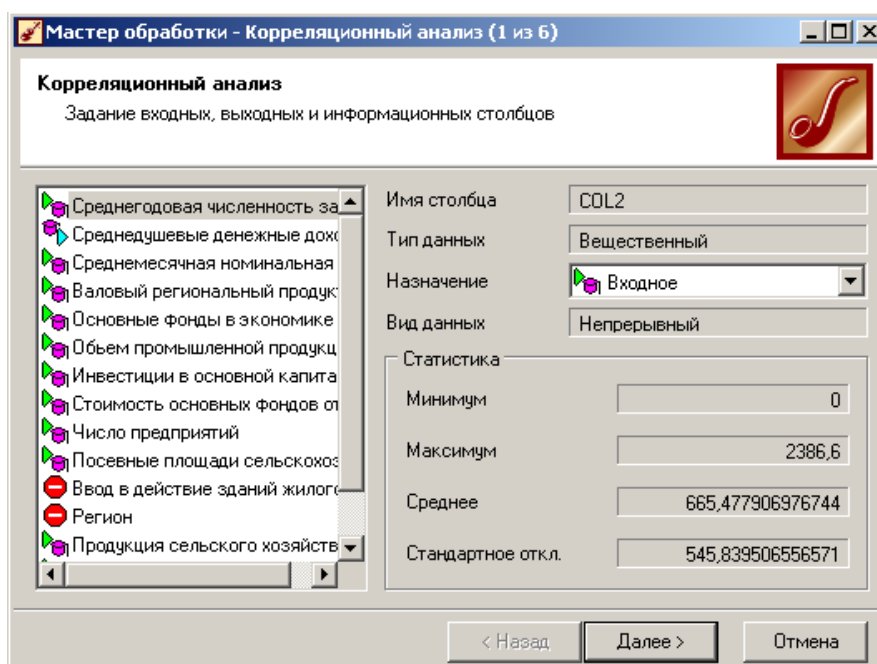 Мастер обработки - Корреляционный анализ (1 из 6)
Корреляционный анализ
Задание входных, выходных и информационных столбцов
Среднегодовая численность за
Среднедушевые денежные дохо
Среднемесячная номинальная
Валовый региональный продук
Основные фонды в экономике
Обьем промышленной продукц
Инвестиции в основной капита
Стоимость основных фондов от
Число предприятий
Посевные площади сельскохоз
Ввод в действие зданий жилого
Регион
Продукция сельского хозяйств
Имя столбца
COL2
Тип данных
Вещественный
Назначение
Входное
Вид данных
Непрерывный
Статистика
Минимум
0
Максимум
2386,6
Среднее
665,477906976744
Стандартное откл.
545,839506556571
< Назад
Далее >
Отмена